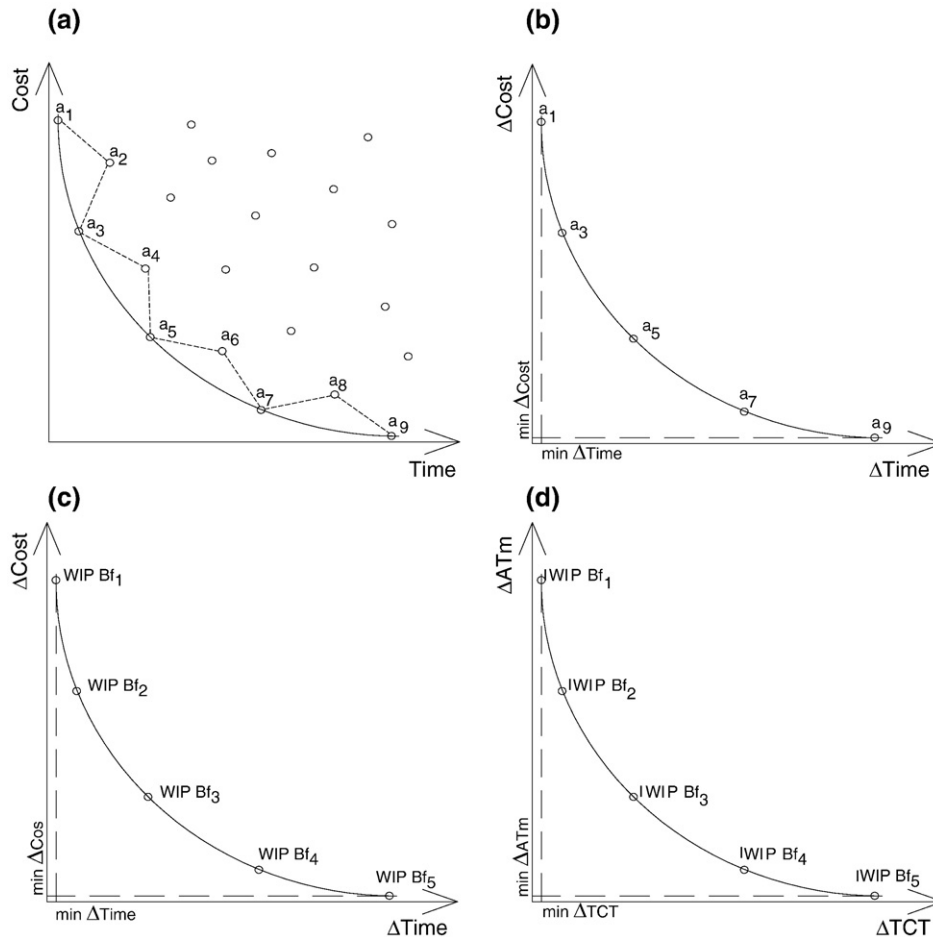 (a)
Cost
a1
a2
a3
a4
a5
a6
a7
a8
a9
Time
(b)
ΔCost
a1
a3
a5
a7
a9
min ΔCost
min ΔTime
ΔTime
(c)
ΔCost
WIP Bf1
WIP Bf2
WIP Bf3
WIP Bf4
WIP Bf5
min ΔCos
min ΔTime
ΔTime
(d)
ΔATm
IWIP Bf1
IWIP Bf2
IWIP Bf3
IWIP Bf4
IWIP Bf5
min ΔATm
min ΔTCT
ΔTCT